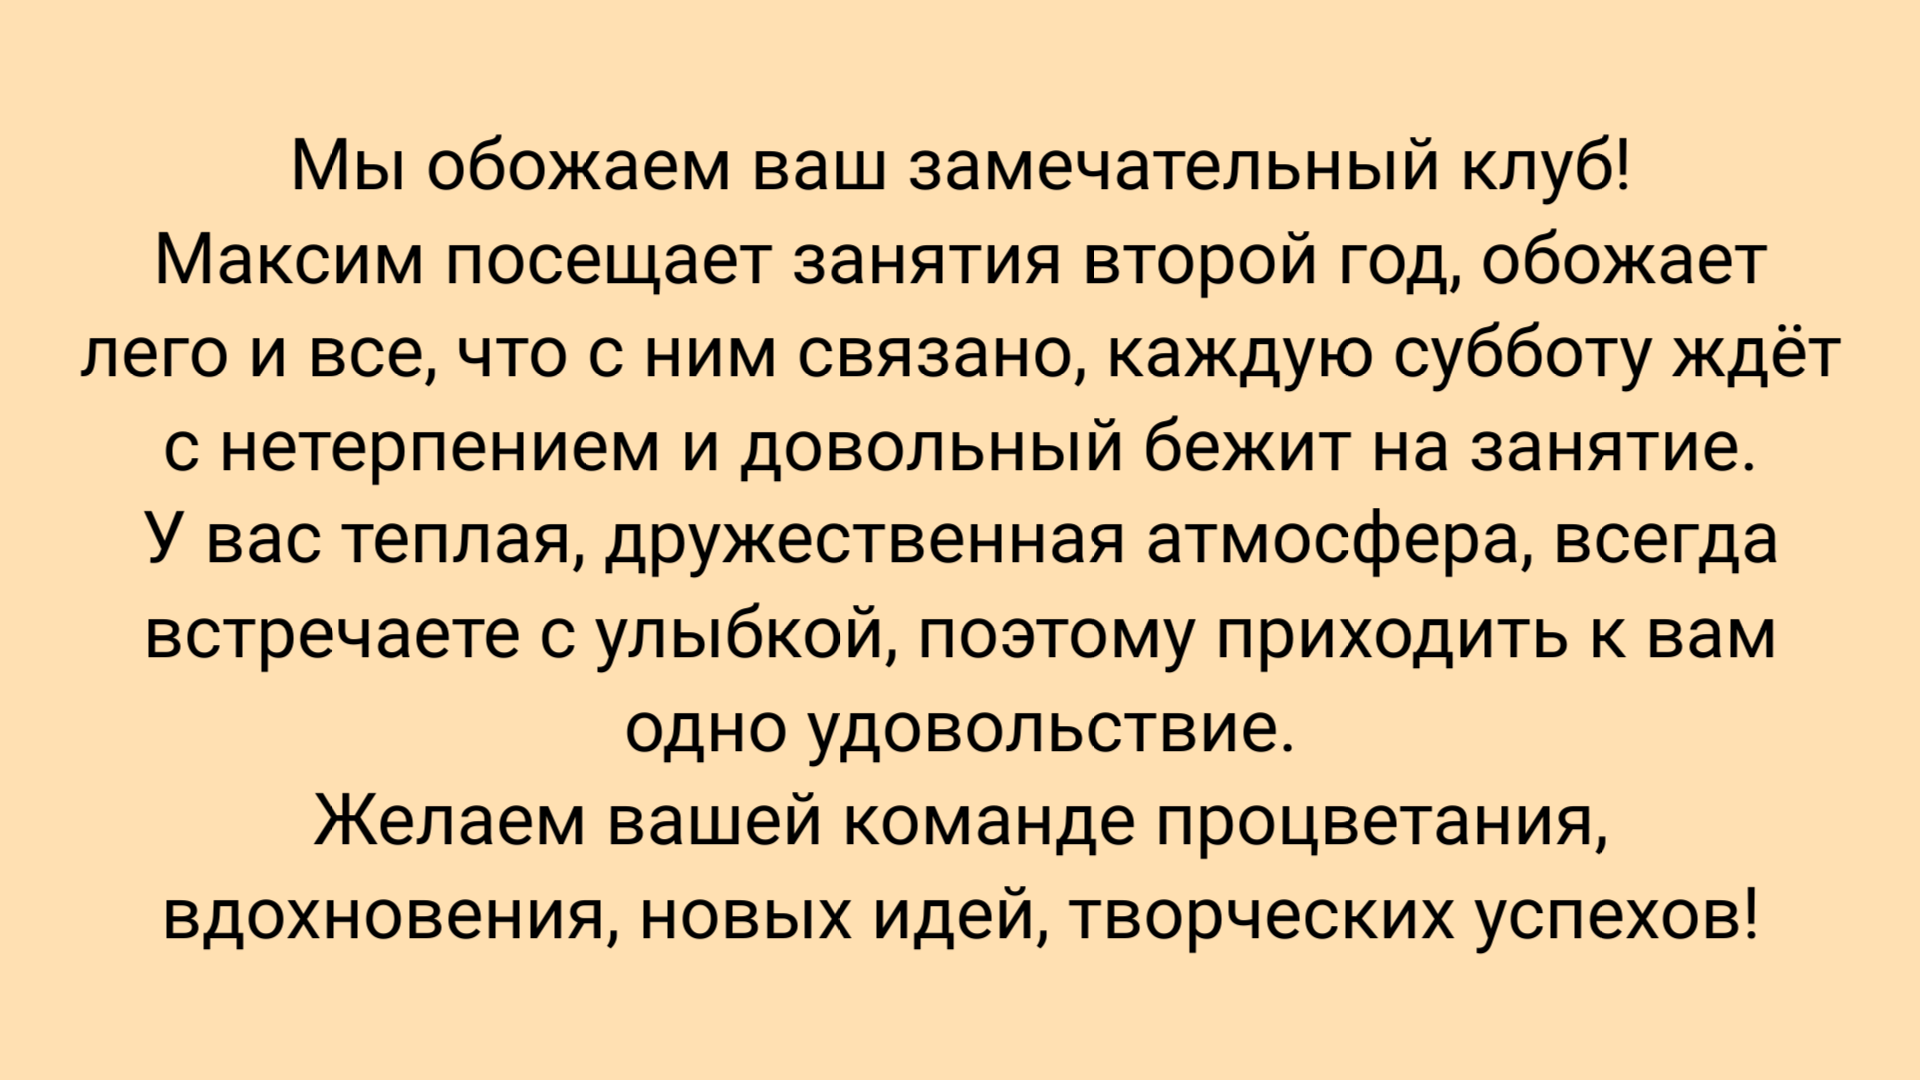 Мы обожаем ваш замечательный клуб!
Максим посещает занятия второй год, обожает
лего и все, что с ним связано, каждую субботу ждёт
с нетерпением и довольный бежит на занятие.
У вас теплая, дружественная атмосфера, всегда
встречаете с улыбкой, поэтому приходить к вам
одно удовольствие.
Желаем вашей команде процветания,
вдохновения, новых идей, творческих успехов!